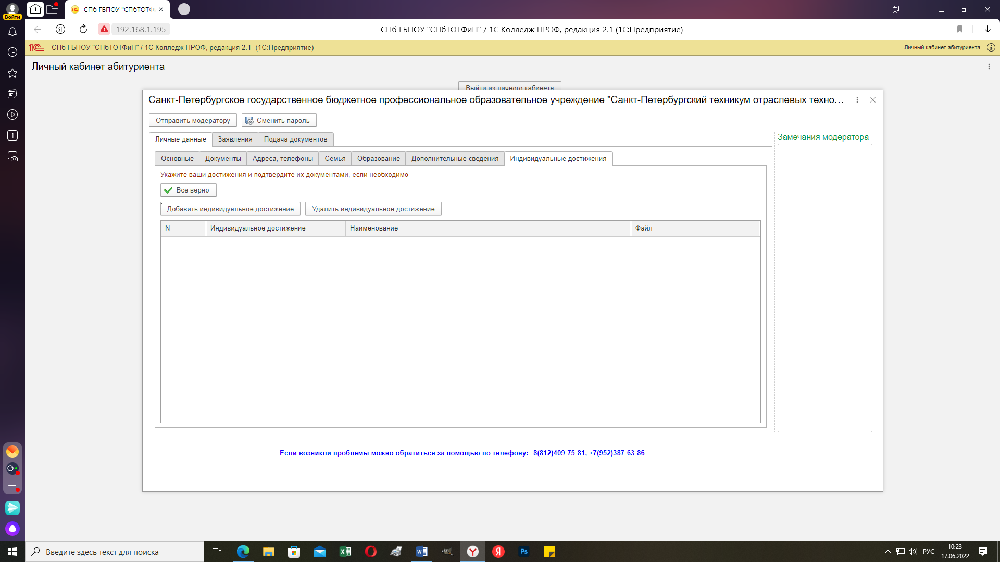 Войти
1
СПб ГБПОУ "СПбТОТФи
192.168.1.195
СПб ГБПОУ "СПбТОТФиП" / 1С Колледж ПРОФ, редакция 2.1 (1С:Предприятие)
СПб ГБПОУ "СПбТОТФиП" / 1С Колледж ПРОФ, редакция 2.1 (1С:Предприятие)
Личный кабинет абитуриента
Личный кабинет абитуриента
Выйти из личного кабинета
Санкт-Петербургское государственное бюджетное профессиональное образовательное учреждение "Санкт-Петербургский техникум отраслевых техно...
Отправить модератору
Сменить пароль
1
Личные данные
Заявления
Подача документов
Замечания модератора
Основные
Документы
Адреса, телефоны
Семья
Образование
Дополнительные сведения
Индивидуальные достижения
Укажите ваши достижения и подтвердите их документами, если необходимо
Всё верно
Добавить индивидуальное достижение
Удалить индивидуальное достижение
N
Индивидуальное достижение
Наименование
Файл
Если возникли проблемы можно обратиться за помощью по телефону: 8(812)409-75-81, +7(952)387-63-86
Введите здесь текст для поиска
Ps
РУС
10:23
17.06.2022